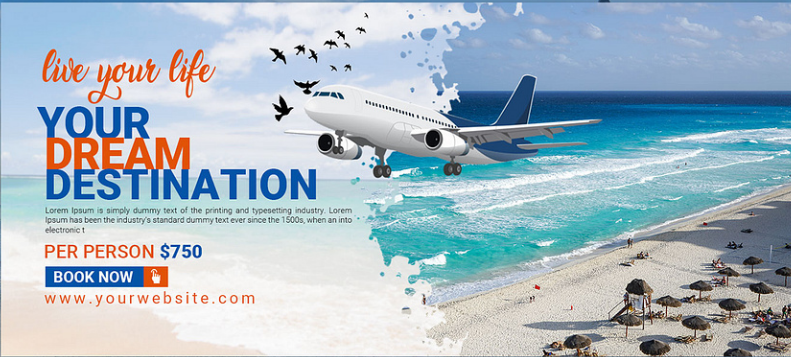 live your life
YOUR
DREAM
DESTINATION
Lorem Ipsum is simply dummy text of the printing and typesetting industry. Lorem
Ipsum has been the industry's standard dummy text ever since the 1500s, when an into
electronic t
PER PERSON $750
BOOK NOW
www.yourwebsite.com